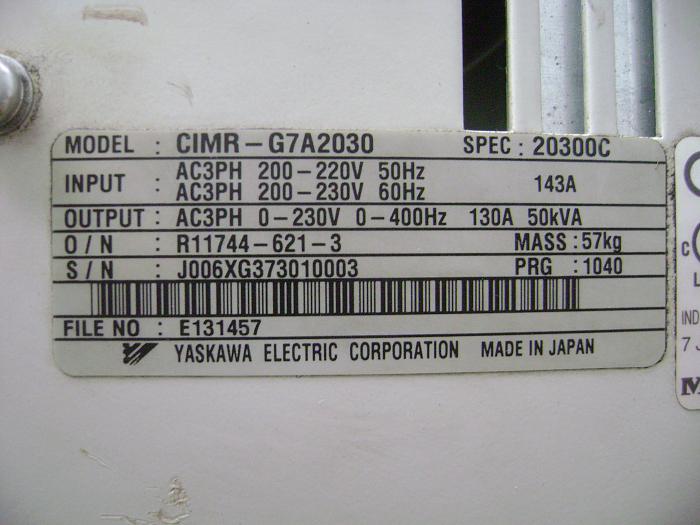 MODEL : CIMR-G7A2030 SPEC : 20300C
INPUT : AC3PH 200-220V 50Hz
AC3PH 200-230V 60Hz 143A
OUTPUT : AC3PH 0-230V 0-400Hz 130A 50kVA
O/N : R11744-621-3 MASS : 57kg
S/N : J006XG373010003 PRG : 1040
FILE NO : E131457
YASKAWA ELECTRIC CORPORATION MADE IN JAPAN